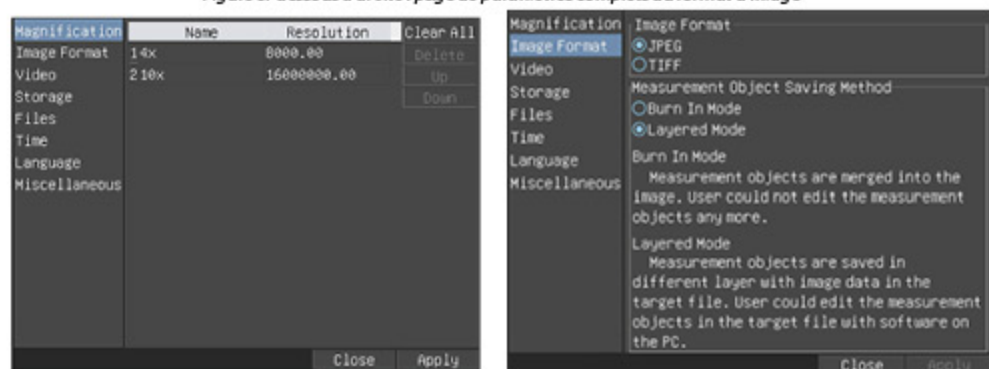 Magnification
Name Resolution Clear All
Image Format 1 4x 8000.00 Delete
Video 2 10x 16000000.00 Up
Storage Down
Files
Time
Language
Miscellaneous
Close Apply
Magnification
Image Format
Video
Storage
Files
Time
Language
Miscellaneous
Image Format
JPEG
TIFF
Measurement Object Saving Method
Burn In Mode
Layered Mode
Burn In Mode
Measurement objects are merged into the
image. User could not edit the measurement
objects any more.
Layered Mode
Measurement objects are saved in
different layer with image data in the
target file. User could edit the measurement
objects in the target file with software on
the PC.
Close Apply